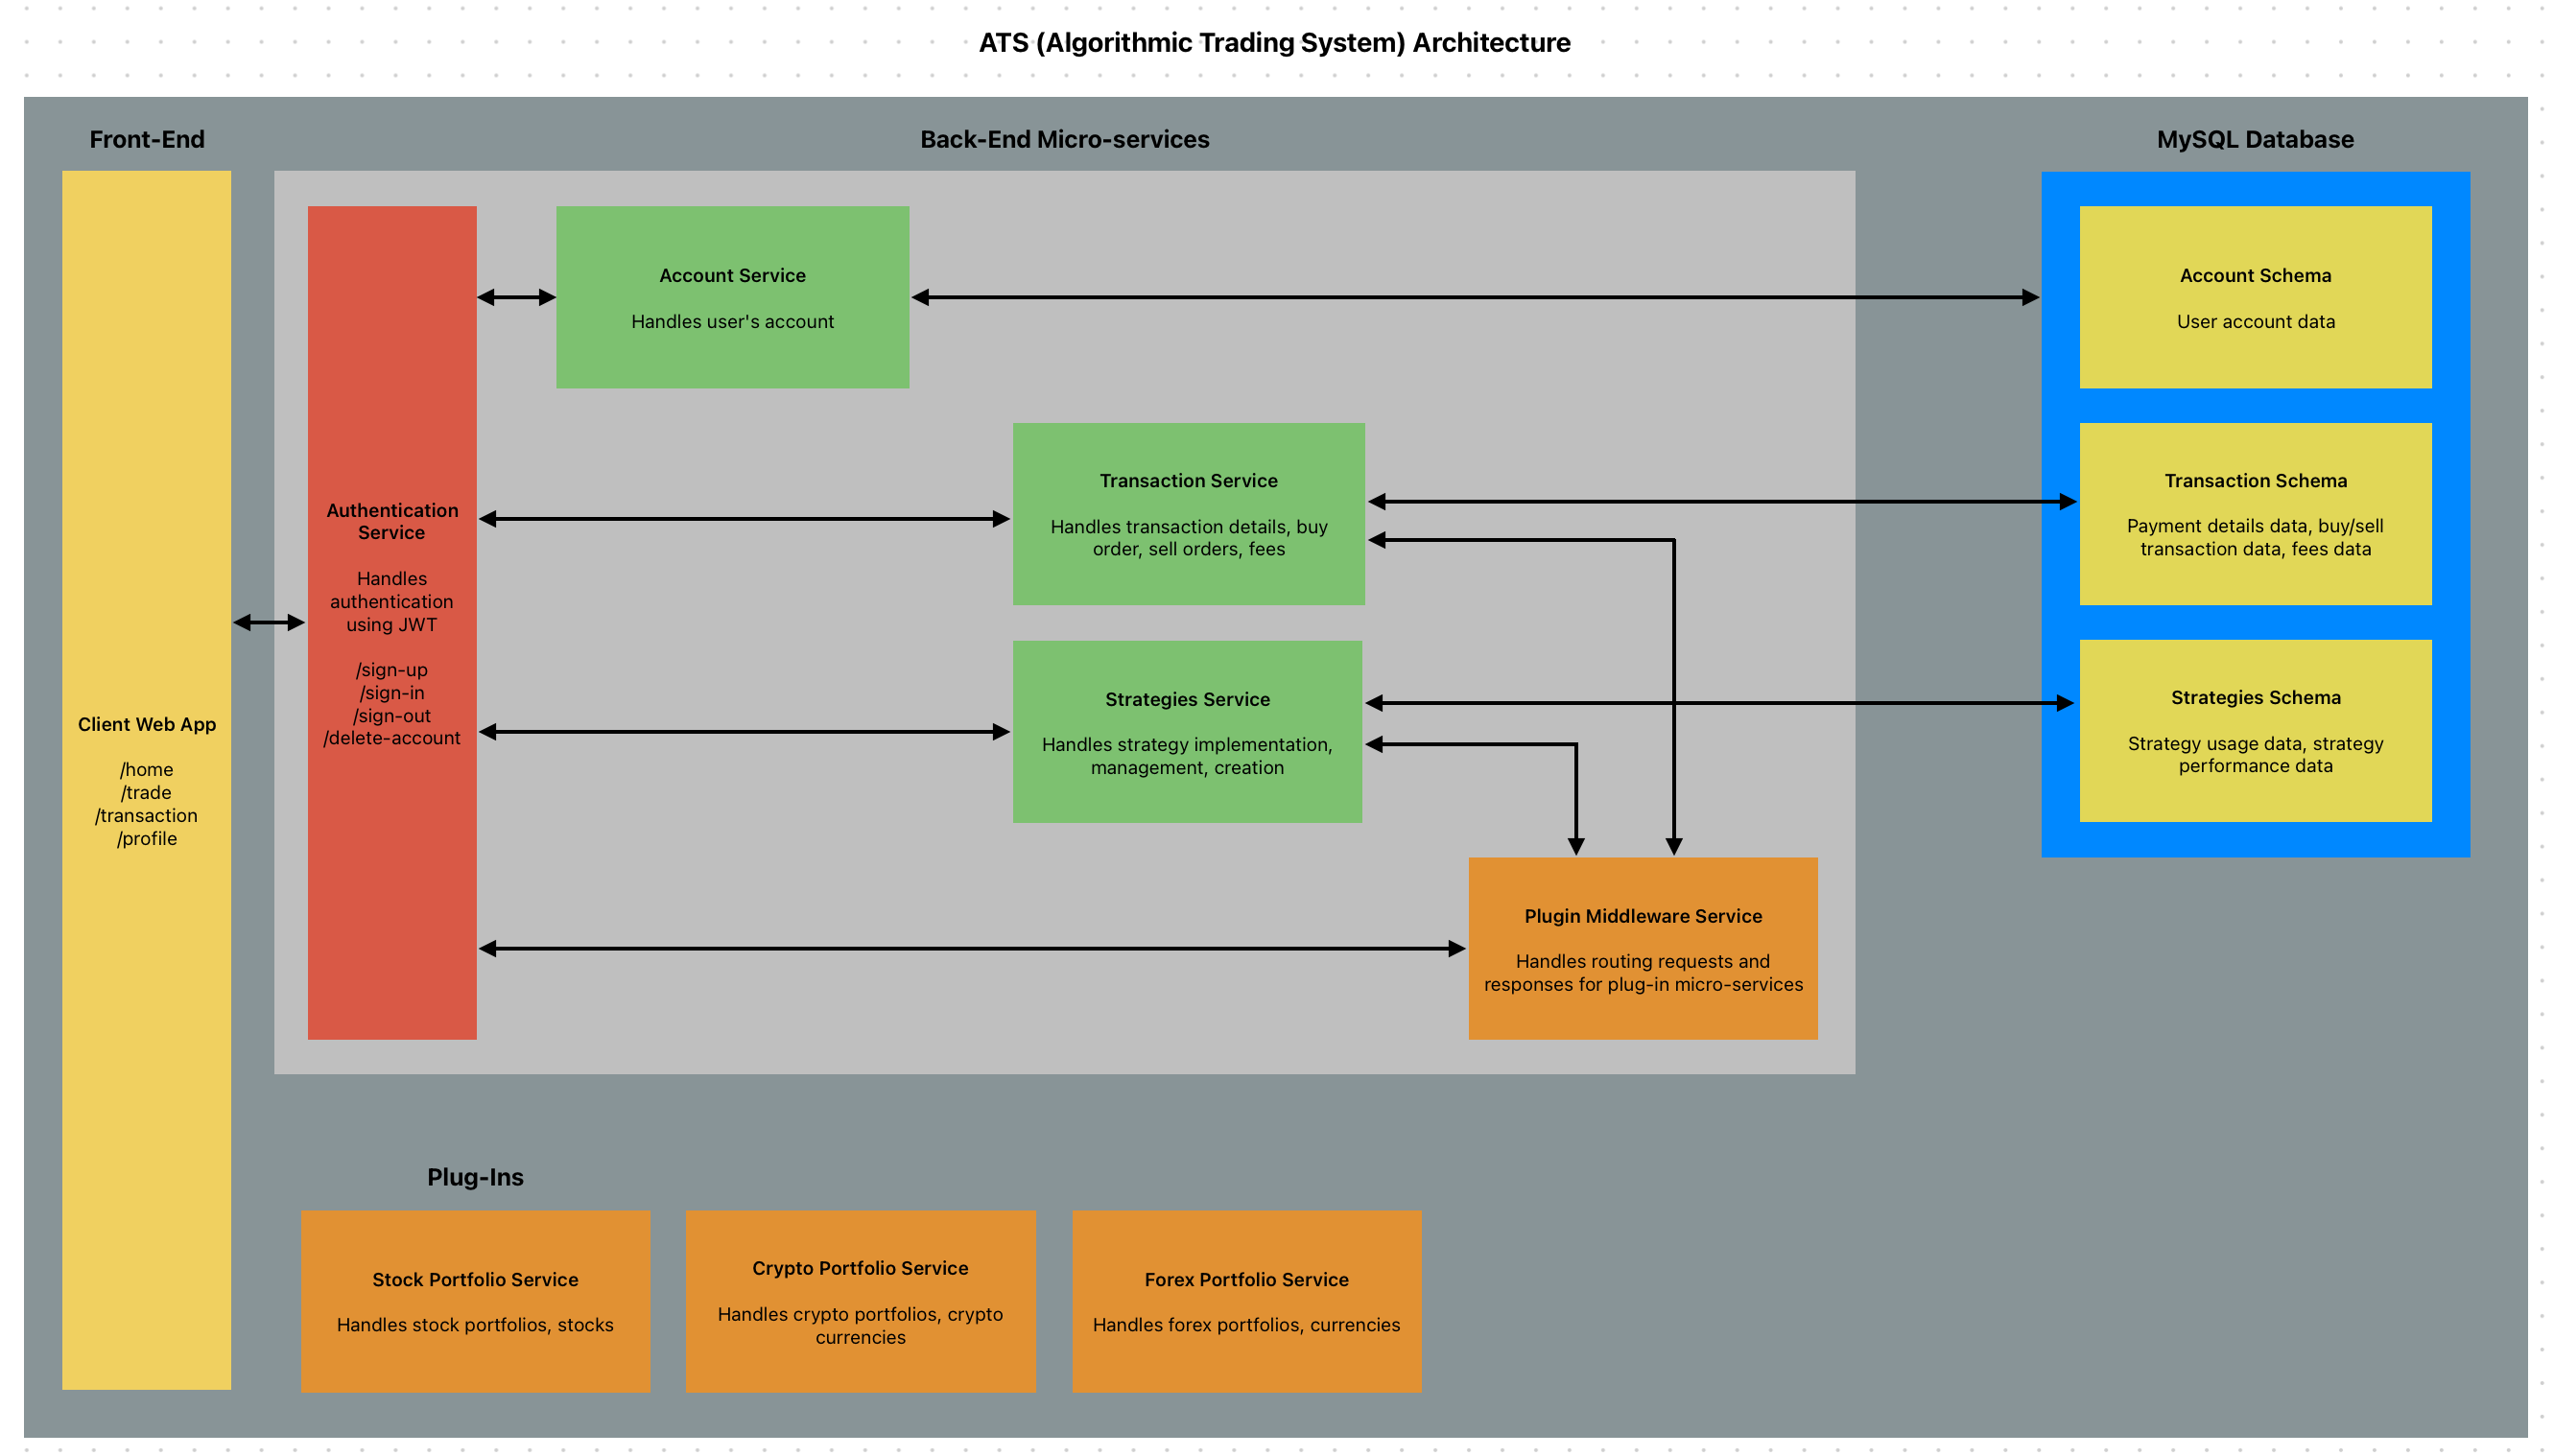 ATS (Algorithmic Trading System) Architecture
Front-End
Back-End Micro-services
MySQL Database
Client Web App
/home
/trade
/transaction
/profile
Authentication
Service
Handles
authentication
using JWT
/sign-up
/sign-in
/sign-out
/delete-account
Account Service
Handles user's account
Transaction Service
Handles transaction details, buy
order, sell orders, fees
Strategies Service
Handles strategy implementation,
management, creation
Plugin Middleware Service
Handles routing requests and
responses for plug-in micro-services
Account Schema
User account data
Transaction Schema
Payment details data, buy/sell
transaction data, fees data
Strategies Schema
Strategy usage data, strategy
performance data
Plug-Ins
Stock Portfolio Service
Handles stock portfolios, stocks
Crypto Portfolio Service
Handles crypto portfolios, crypto
currencies
Forex Portfolio Service
Handles forex portfolios, currencies